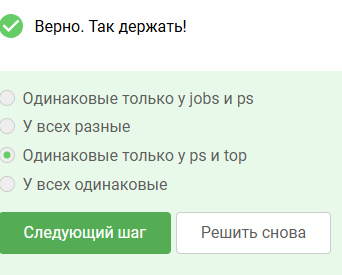 Верно. Так держать!
Одинаковые только у jobs и ps
У всех разные
Одинаковые только у ps и top
У всех одинаковые
Следующий шаг
Решить снова